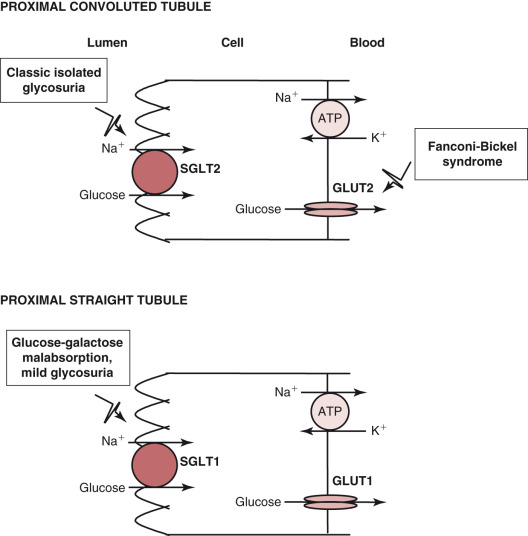 PROXIMAL CONVOLUTED TUBULE
Lumen Cell Blood
Classic isolated
glycosuria
Na⁺
ATP
K⁺
Na⁺
SGLT2
Glucose
Fanconi-Bickel
syndrome
GLUT2
Glucose
PROXIMAL STRAIGHT TUBULE
Glucose-galactose
malabsorption,
mild glycosuria
Na⁺
ATP
K⁺
Na⁺
SGLT1
Glucose
GLUT1
Glucose